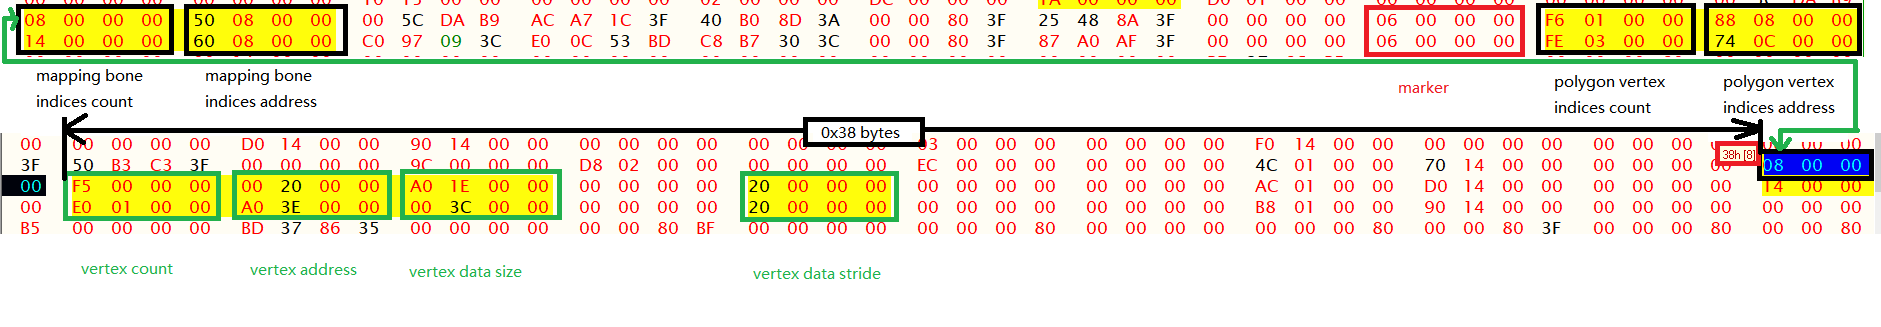 08 00 00 00 50 08 00 00 00 5C DA B9 AC A7 1C 3F 40 B0 8D 3A 00 00 80 3F 25 48 8A 3F 00 00 00 00 06 00 00 00 F6 01 00 00 88 08 00 00
14 00 00 00 60 08 00 00 C0 97 09 3C E0 0C 53 BD C8 B7 30 3C 00 00 80 3F 87 A0 AF 3F 00 00 00 00 06 00 00 00 FE 03 00 00 74 0C 00 00
mapping bone
indices count
mapping bone
indices address
marker
polygon vertex
indices count
polygon vertex
indices address
0x38 bytes
00 00 00 00 00 D0 14 00 00 90 14 00 00 00 00 00 00 00 00 00 00 03 00 00 00 00 00 00 00 F0 14 00 00 00 00 00 00 00 00 00 00 00 00 00
3F 50 B3 C3 3F 00 00 00 00 9C 00 00 00 D8 02 00 00 00 00 00 00 EC 00 00 00 00 00 00 00 4C 01 00 00 70 14 00 00 00 00 00 38h [8] 08 00 00
00 F5 00 00 00 00 20 00 00 A0 1E 00 00 00 00 00 00 20 00 00 00 00 00 00 00 00 00 00 00 AC 01 00 00 D0 14 00 00 00 00 00 00 14 00 00
00 E0 01 00 00 A0 3E 00 00 00 3C 00 00 00 00 00 00 20 00 00 00 00 00 00 00 00 00 00 00 B8 01 00 00 90 14 00 00 00 00 00 00 00 00 00
B5 00 00 00 00 BD 37 86 35 00 00 00 00 00 00 80 BF 00 00 00 00 00 00 00 80 00 00 00 00 00 00 00 80 00 00 80 3F 00 00 00 80 00 00 80
vertex count
vertex address
vertex data size
vertex data stride